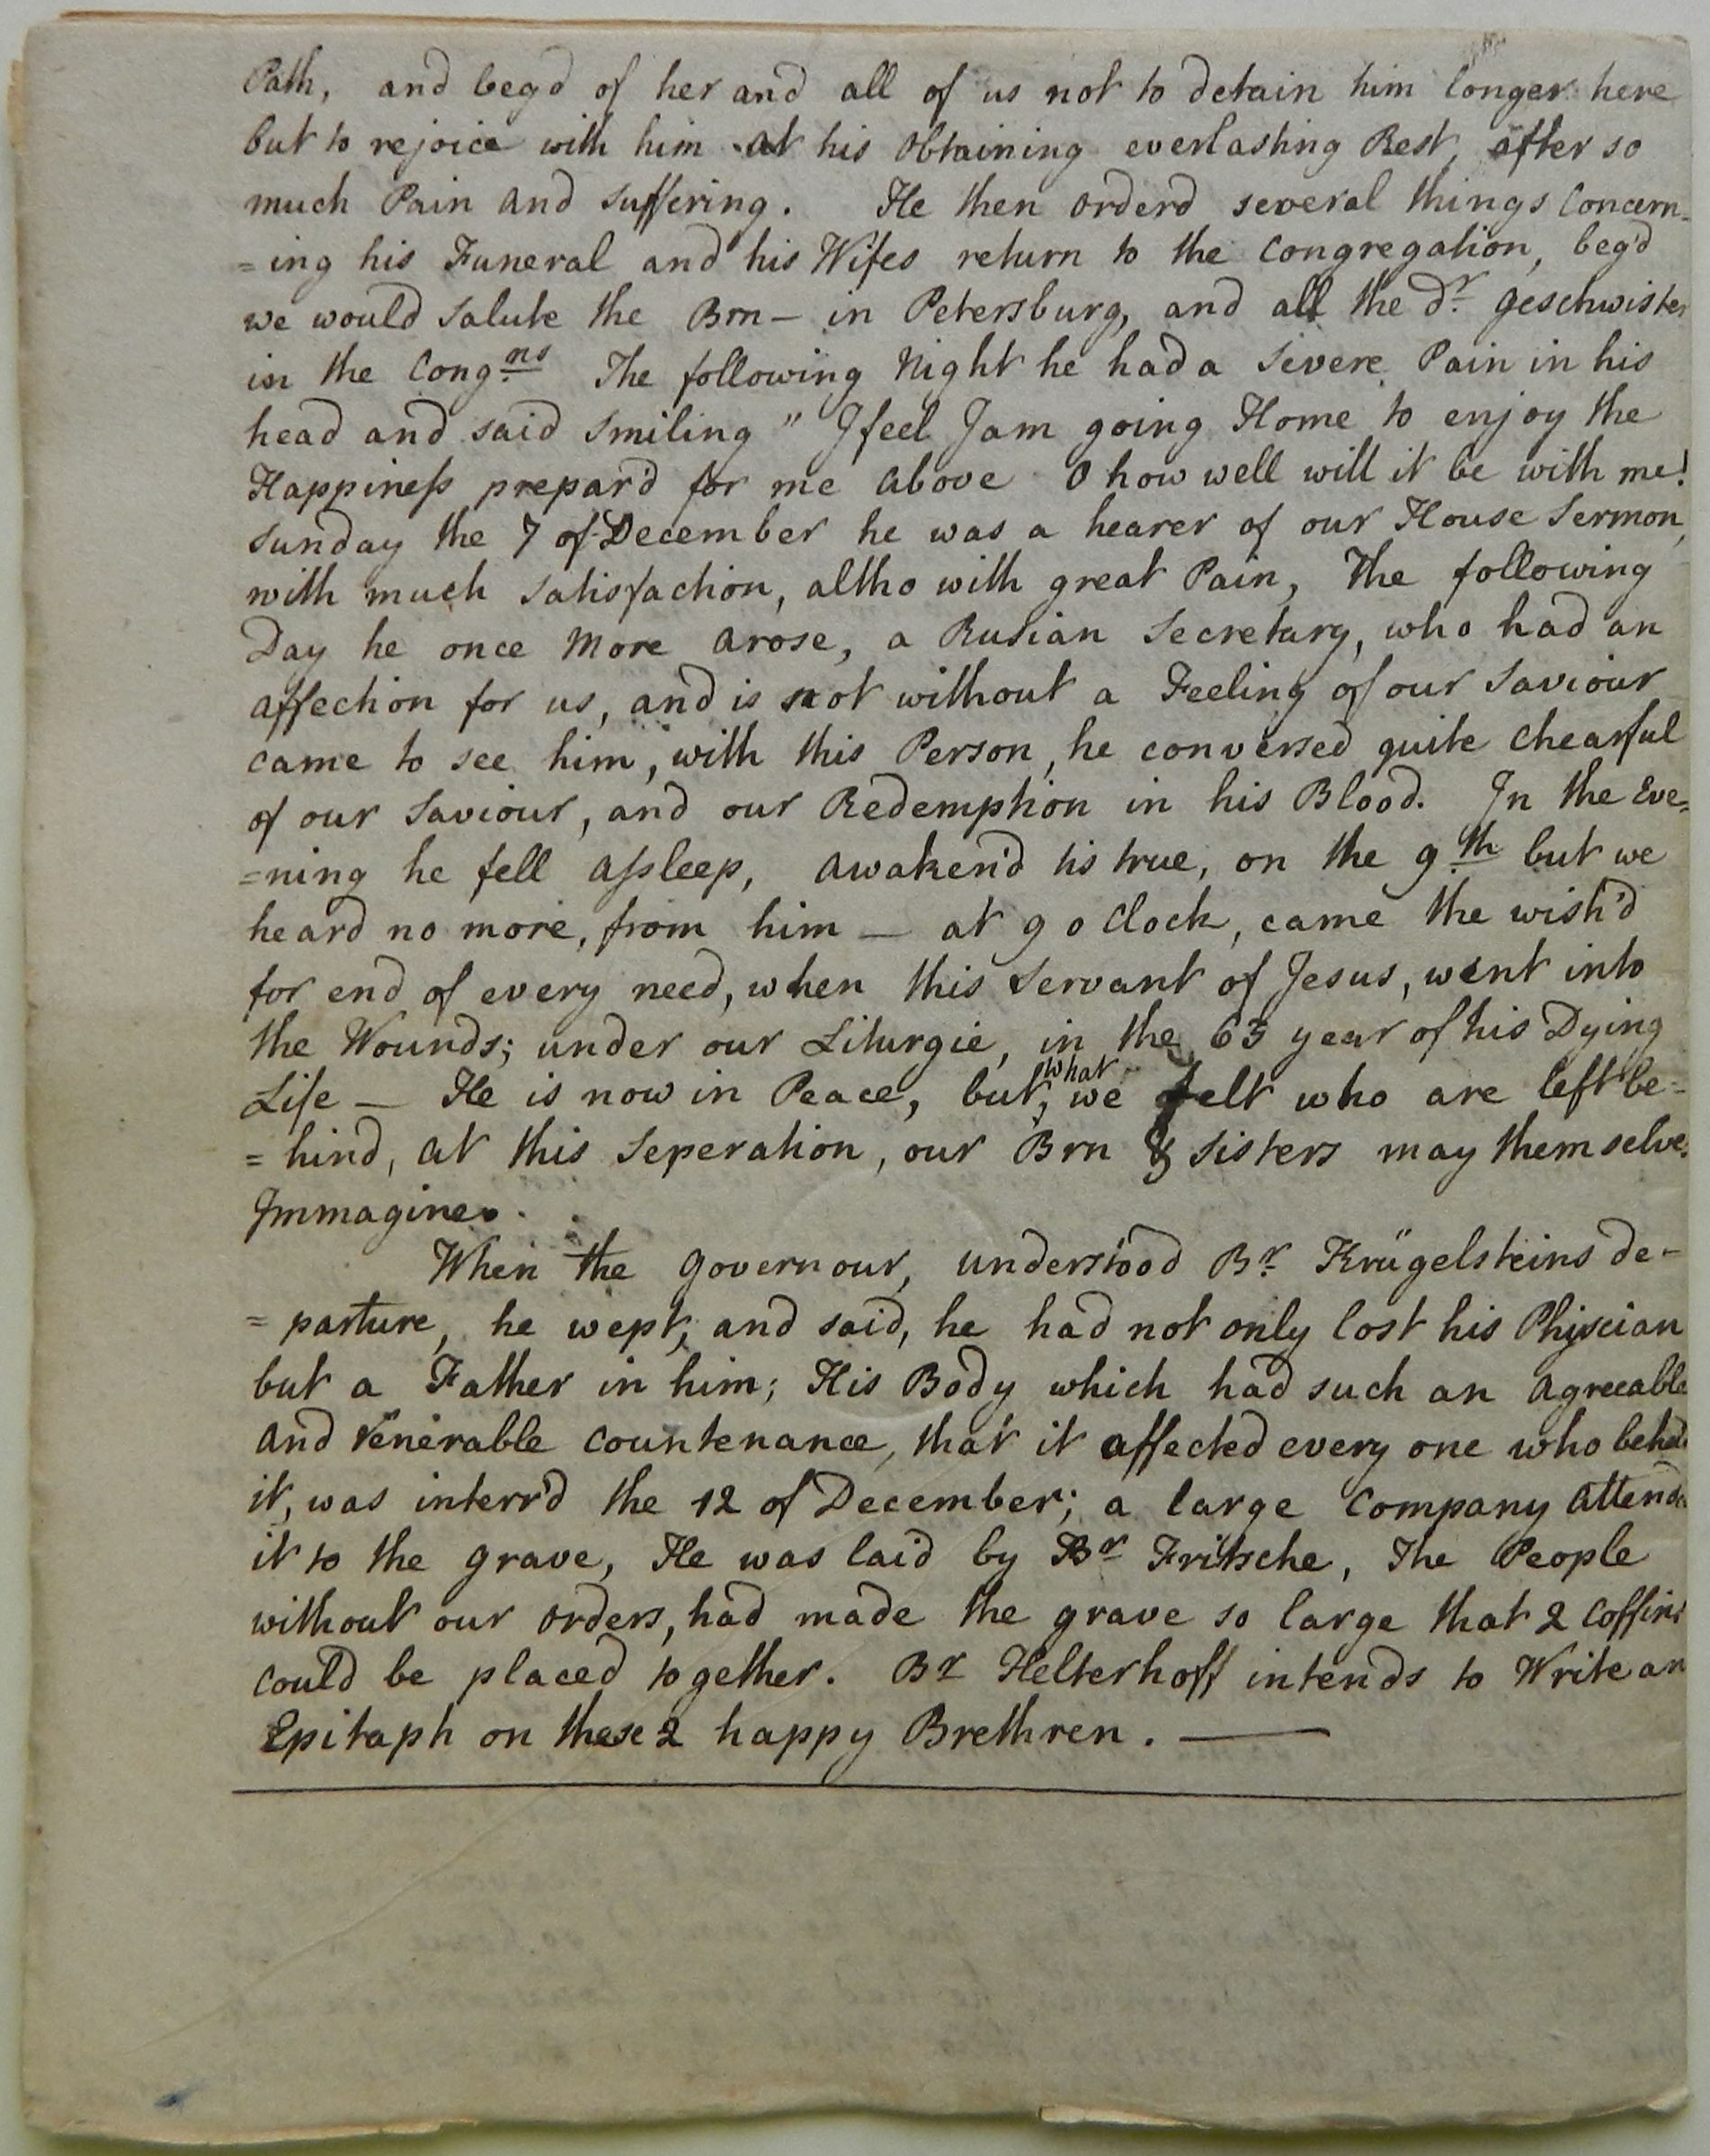 Path, and beg'd of her and all of us not to detain him longer here
but to rejoice with him at his Obtaining everlasting Rest, after so
much Pain and suffering. He then orderd several things Concern-
=ing his Funeral and his Wifes return to the Congregation, beg'd
we would salute the Brn — in Petersburg, and all the dr. geschwister
in the Congns. The following Night he had a severe Pain in his
head and said smiling " I feel I am going Home to enjoy the
Happiness prepar'd for me above O how well will it be with me!
Sunday the 7 of December he was a hearer of our House Sermon,
with much satisfaction, altho with great Pain, The following
Day he once More arose, a Rusian Secretary, who had an
affection for us, and is not without a Feeling of our Saviour
came to see him, with this Person, he conversed quite chearful
of our Saviour, and our Redemption in his Blood. In the Eve=
=ning he fell asleep, awaken'd tis true, on the 9th but we
heard no more, from him — at 9 o Clock, came the wish'd
for end of every need, when this Servant of Jesus, went into
the Wounds; under our Liturgie, in the 63 year of his Dying
Life — He is now in Peace, but, what we felt who are left be=
=hind, at this Seperation, our Brn & Sisters may themselves
Immagine.
When the Governour, understood Br. Krügelsteins de-
=parture, he wept, and said, he had not only lost his Physcian
but a Father in him; His Body which had such an agreeable
and Venerable Countenance, that it affected every one who beheld
it, was interr'd the 12 of December; a large Company attended
it to the grave, He was laid by Br Fritsche, The People
without our orders, had made the grave so large that 2 Coffins
could be placed together. Br Helterhoff intends to Write an
Epitaph on these 2 happy Brethren. —